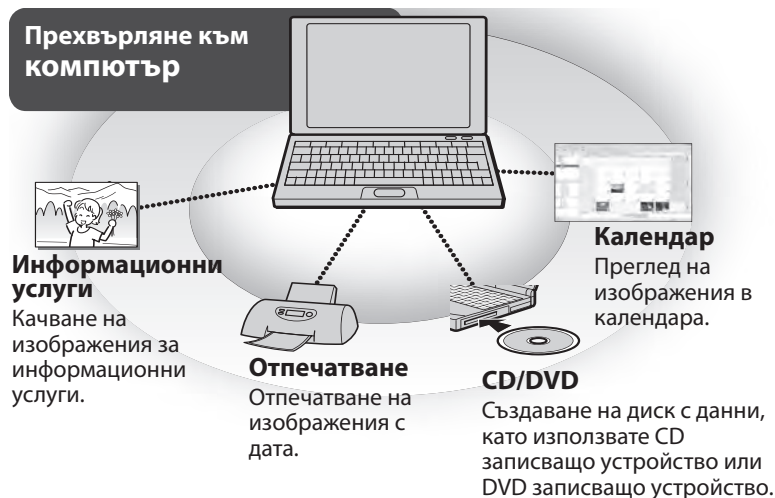 Прехвърляне към
компютър
Информационни
услуги
Качване на
изображения за
информационни
услуги.
Отпечатване
Отпечатване на
изображения с
дата.
CD/DVD
Създаване на диск с данни,
като използвате CD
записващо устройство или
DVD записващо устройство.
Календар
Преглед на
изображения в
календара.